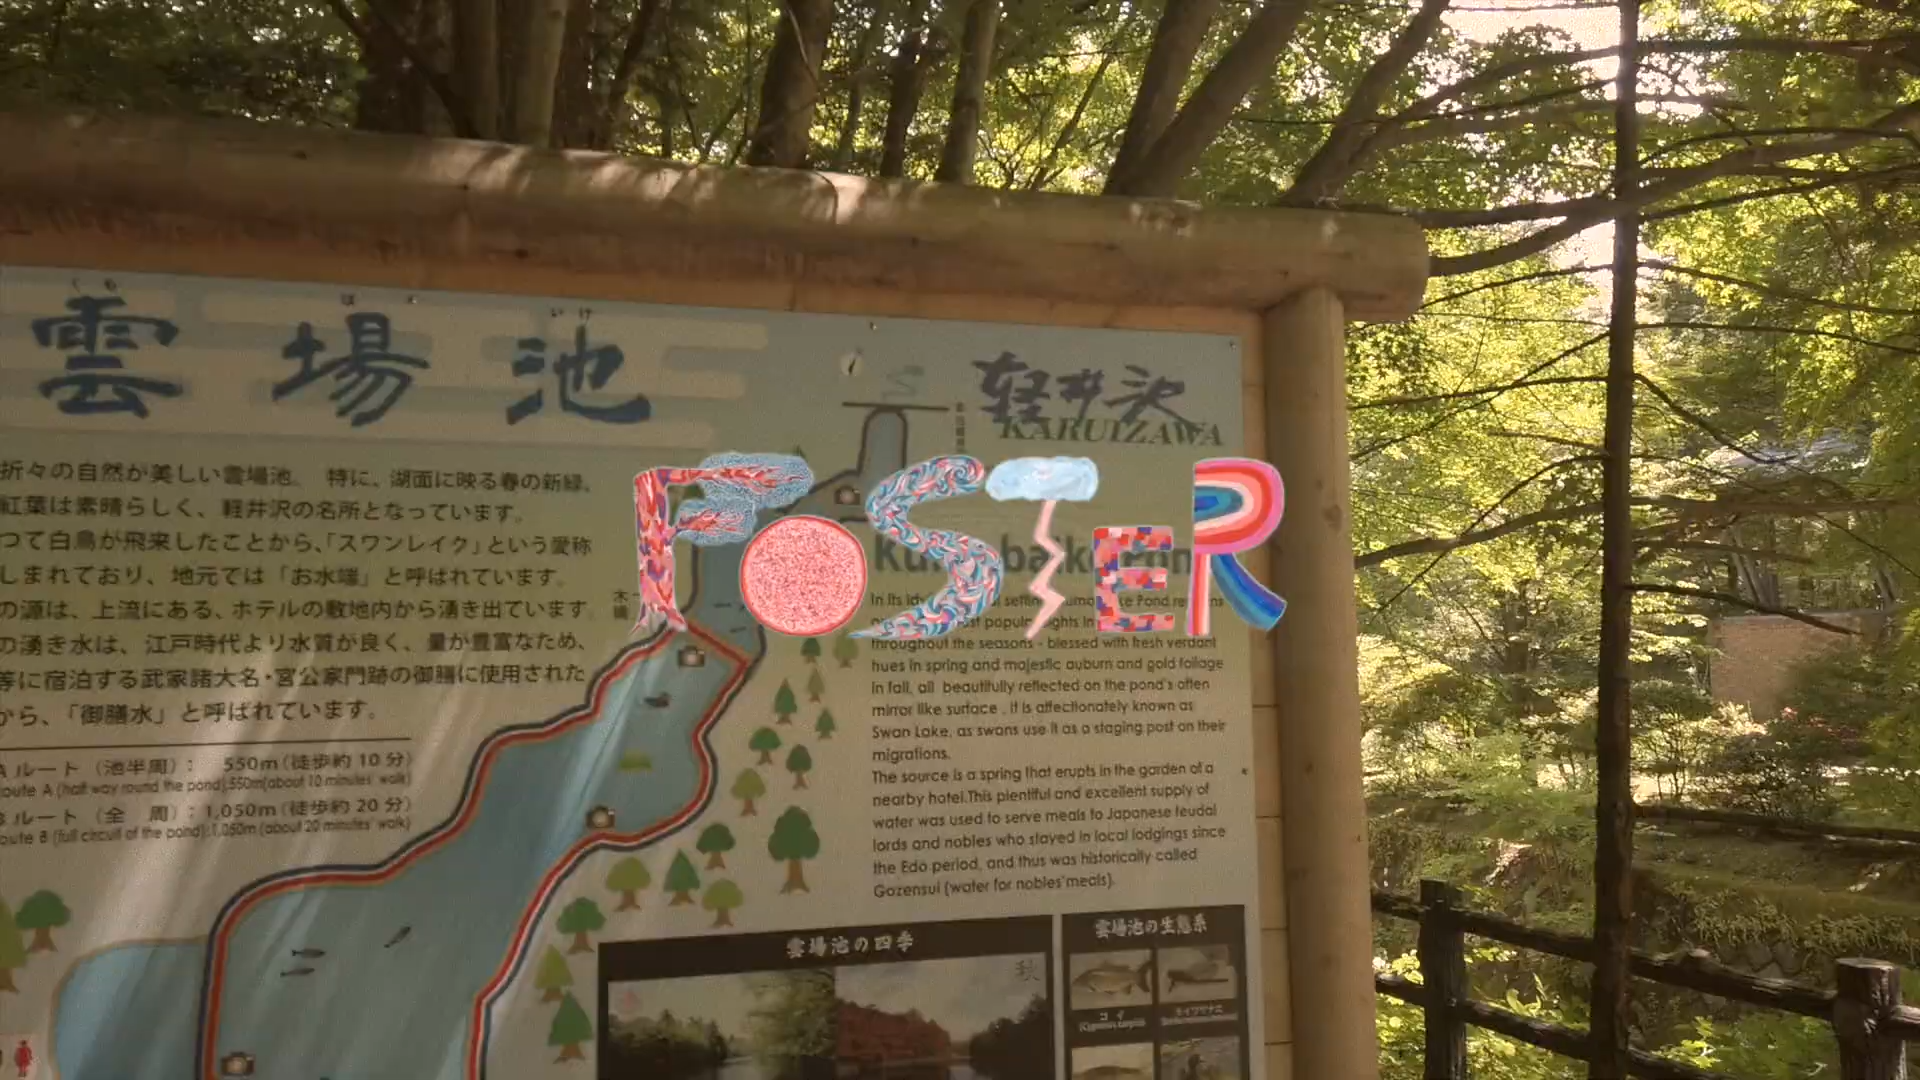 くも ば いけ
雲場池
軽井沢
KARUIZAWA
折々の自然が美しい雲場池。 特に、湖面に映る春の新緑、
紅葉は素晴らしく、軽井沢の名所となっています。
つて白鳥が飛来したことから、「スワンレイク」という愛称
しまれており、地元では「お水端」と呼ばれています。
の源は、上流にある、ホテルの敷地内から湧き出ています。
の湧き水は、江戸時代より水質が良く、量が豊富なため、
等に宿泊する武家諸大名・宮公家門跡の御膳に使用された
から、「御膳水」と呼ばれています。
Aルート（池半周）： 550m（徒歩約10分）
oute A (half way round the pond):550m(about 10 minutes' walk)
Bルート（全 周）：1,050m（徒歩約20分）
oute B (full circuit of the pond):1,050m (about 20 minutes' walk)
FOSTER
throughout the seasons - blessed with fresh verdant
hues in spring and majestic auburn and gold foliage
in fall, all beautifully reflected on the pond's often
mirror like surface . It is affectionately known as
Swan Lake, as swans use it as a staging post on their
migrations.
The source is a spring that erupts in the garden of a
nearby hotel.This plentiful and excellent supply of
water was used to serve meals to Japanese feudal
lords and nobles who stayed in local lodgings since
the Edo period, and thus was historically called
Gozensui (water for nobles'meals).
雲場池の四季
秋
雲場池の生態系
コイ